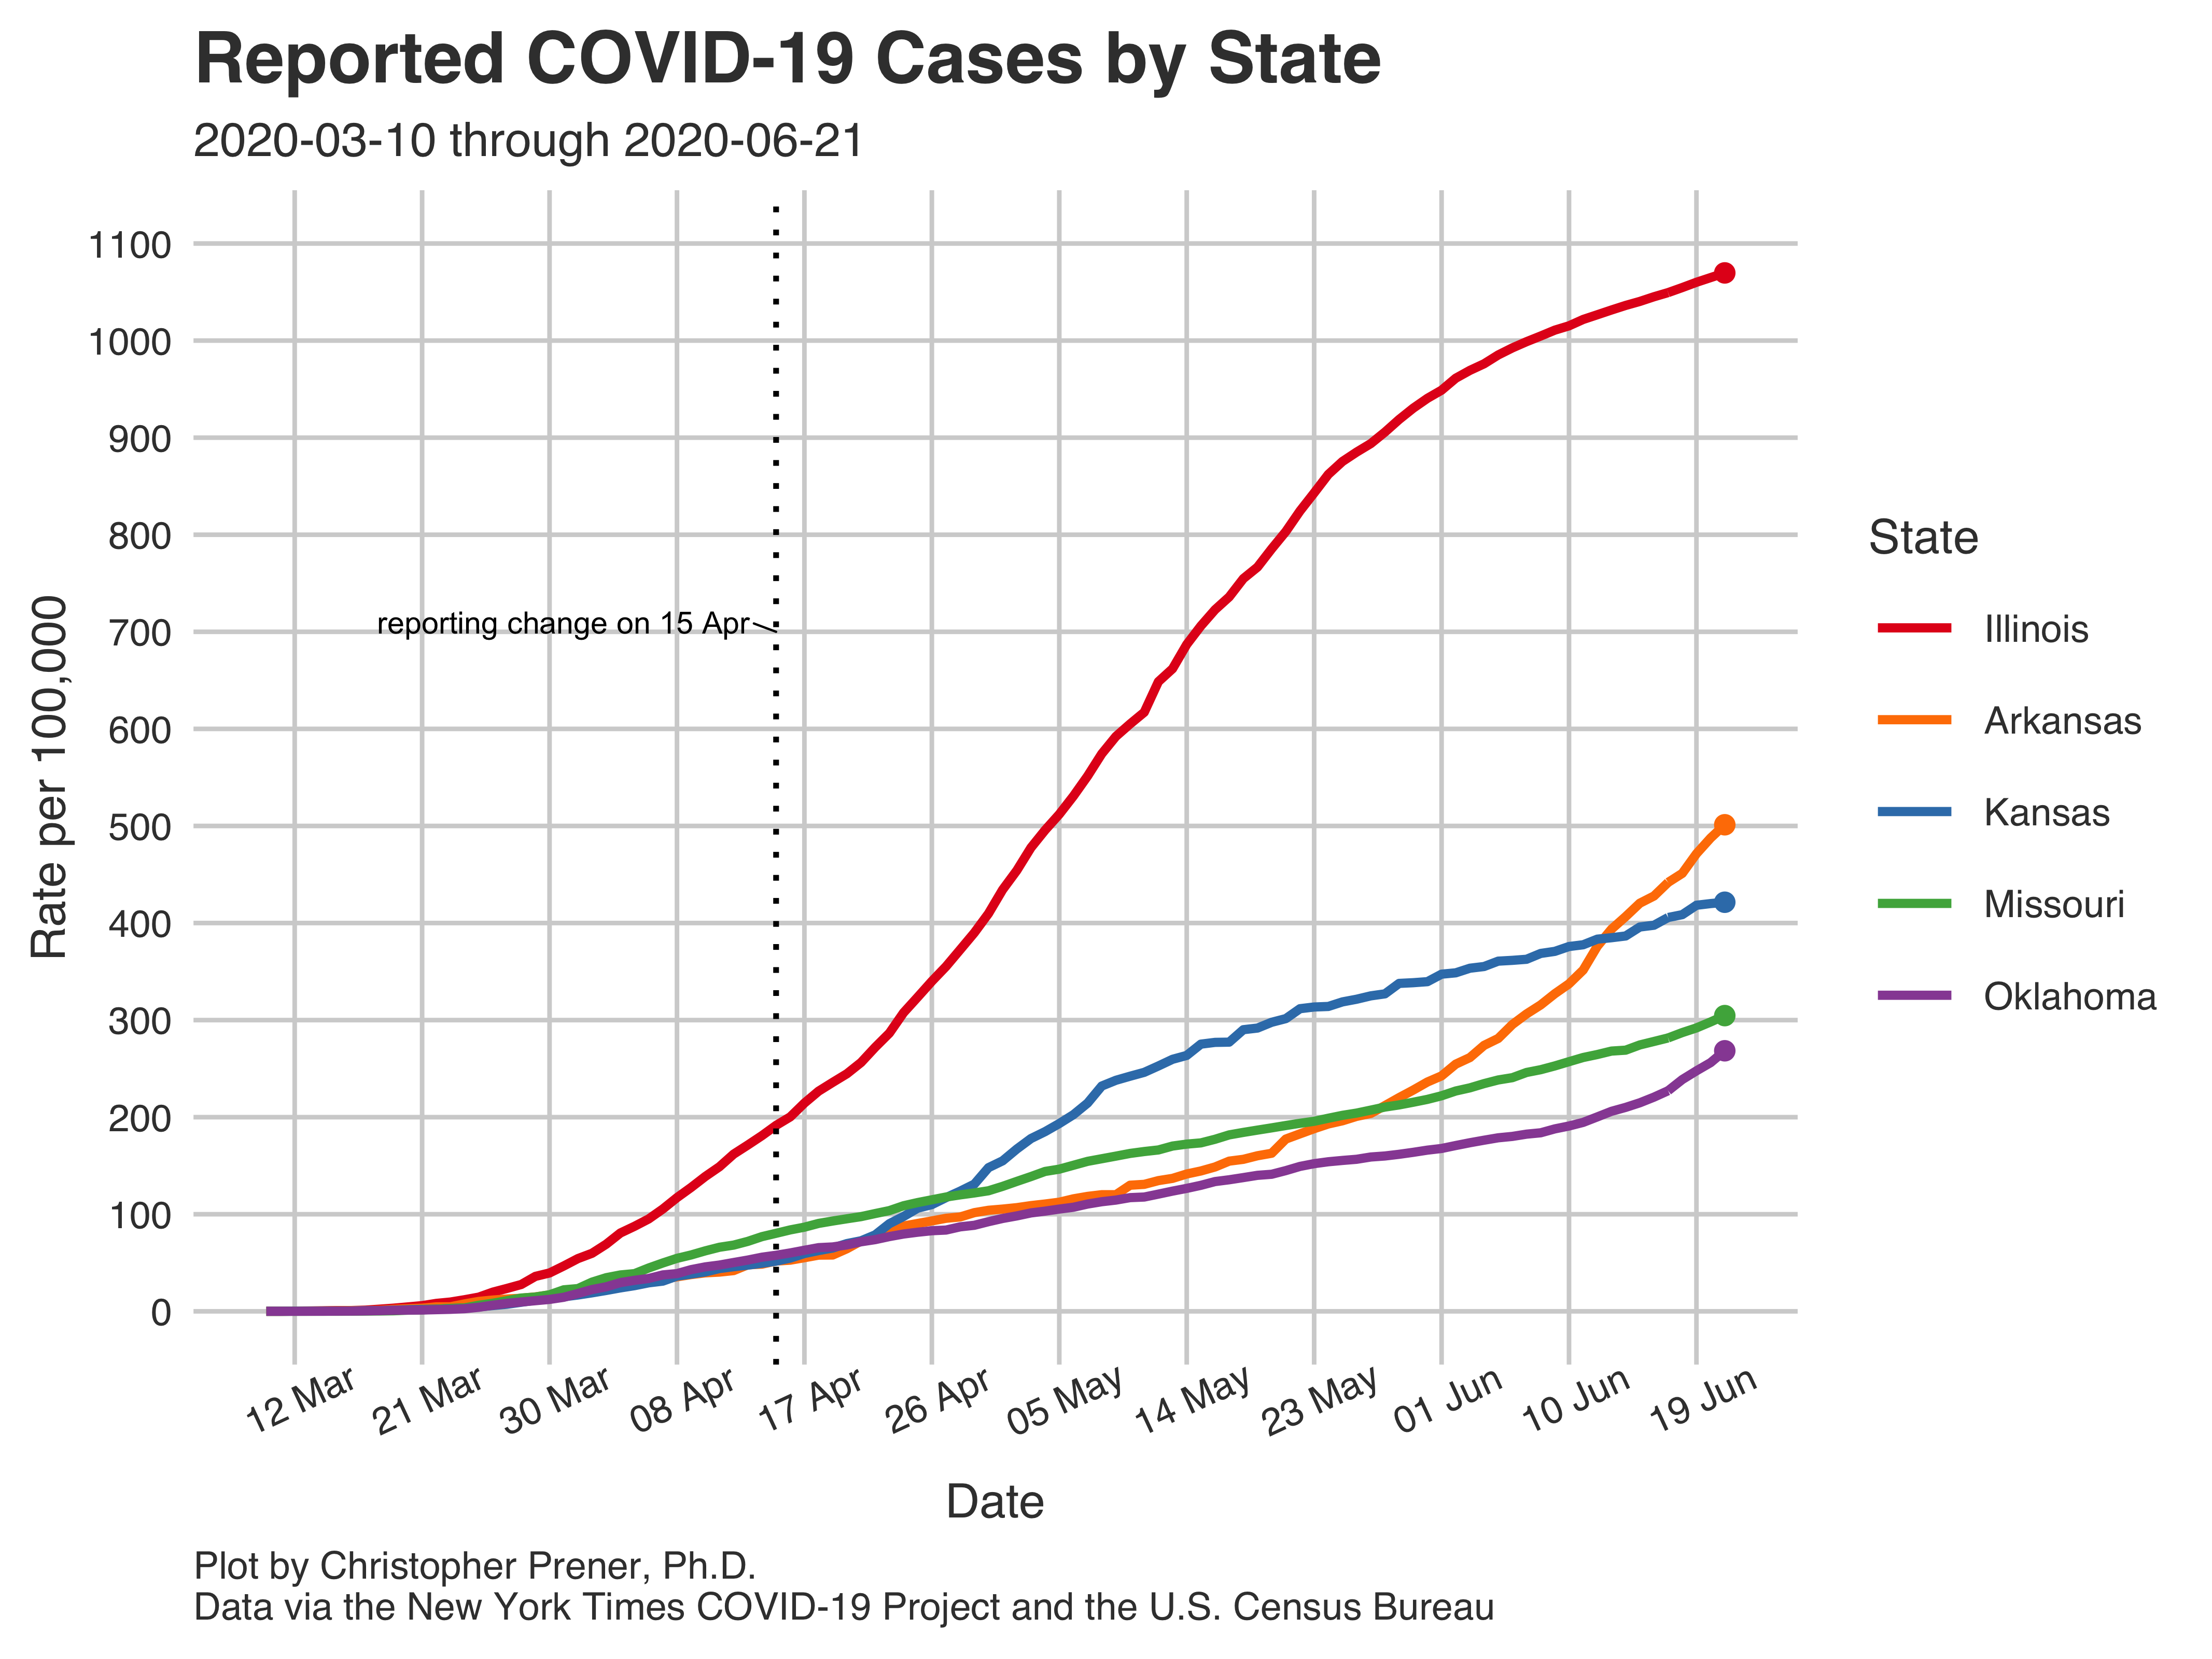 Reported COVID-19 Cases by State
2020-03-10 through 2020-06-21
Rate per 100,000
1100
1000
900
800
700
600
500
400
300
200
100
0
reporting change on 15 Apr
12 Mar
21 Mar
30 Mar
08 Apr
17 Apr
26 Apr
05 May
14 May
23 May
01 Jun
10 Jun
19 Jun
Date
State
Illinois
Arkansas
Kansas
Missouri
Oklahoma
Plot by Christopher Prener, Ph.D.
Data via the New York Times COVID-19 Project and the U.S. Census Bureau